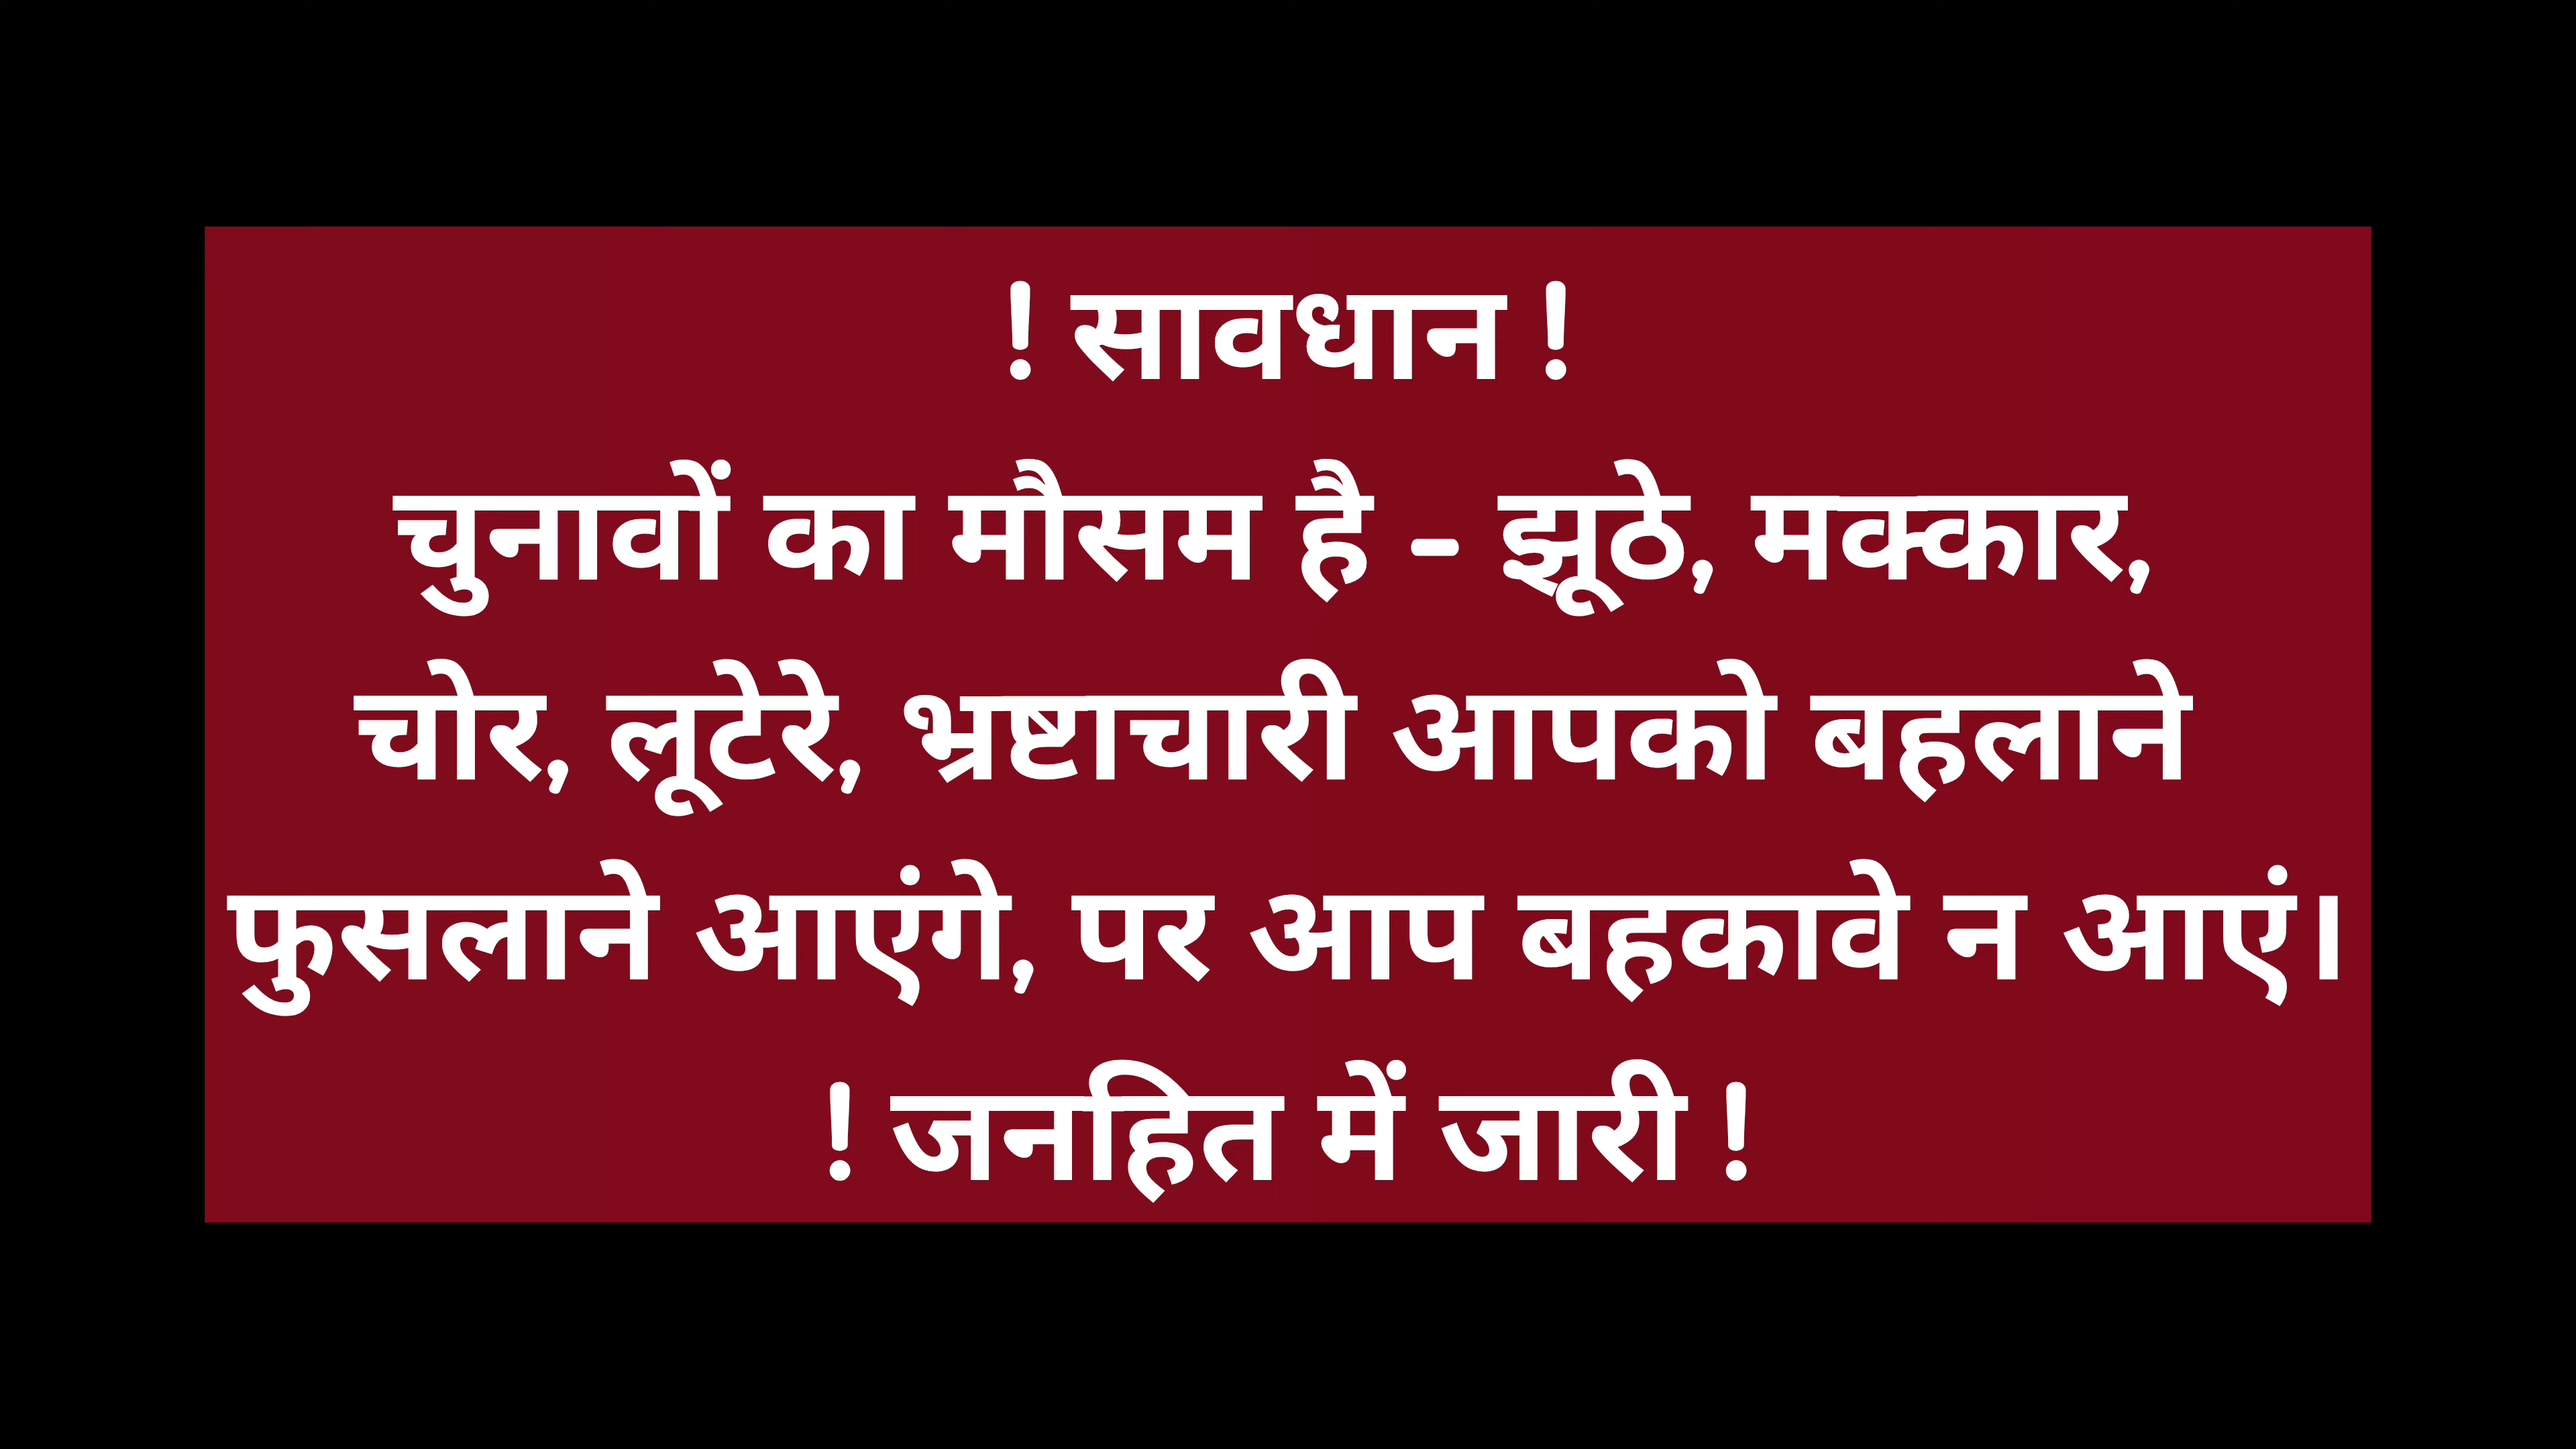 ! सावधान !
चुनावों का मौसम है - झूठे, मक्कार,
चोर, लूटेरे, भ्रष्टाचारी आपको बहलाने
फुसलाने आएंगे, पर आप बहकावे न आएं।
! जनहित में जारी !